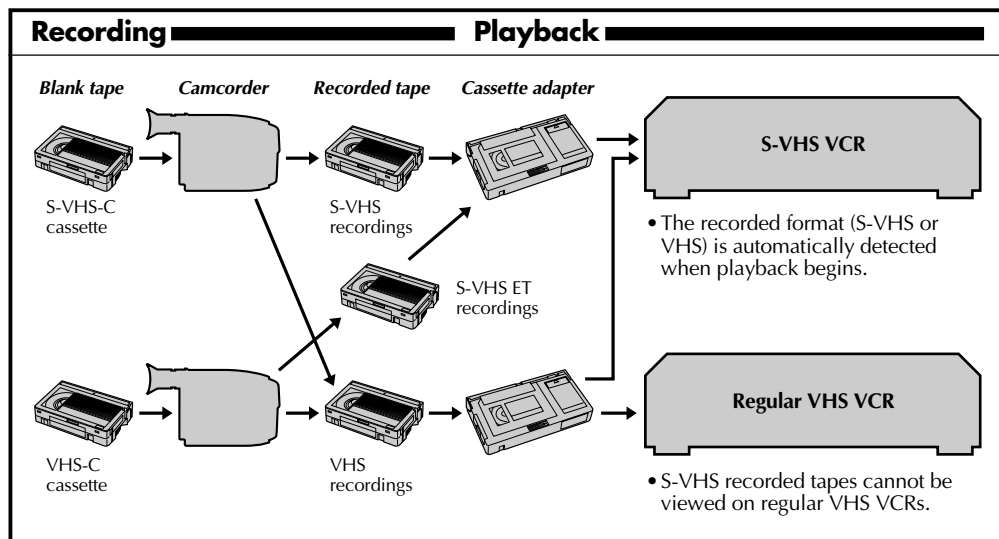 Recording
Playback
Blank tape
Camcorder
Recorded tape
Cassette adapter
S-VHS-C
cassette
S-VHS
recordings
S-VHS VCR
• The recorded format (S-VHS or
VHS) is automatically detected
when playback begins.
S-VHS ET
recordings
VHS-C
cassette
VHS
recordings
Regular VHS VCR
• S-VHS recorded tapes cannot be
viewed on regular VHS VCRs.